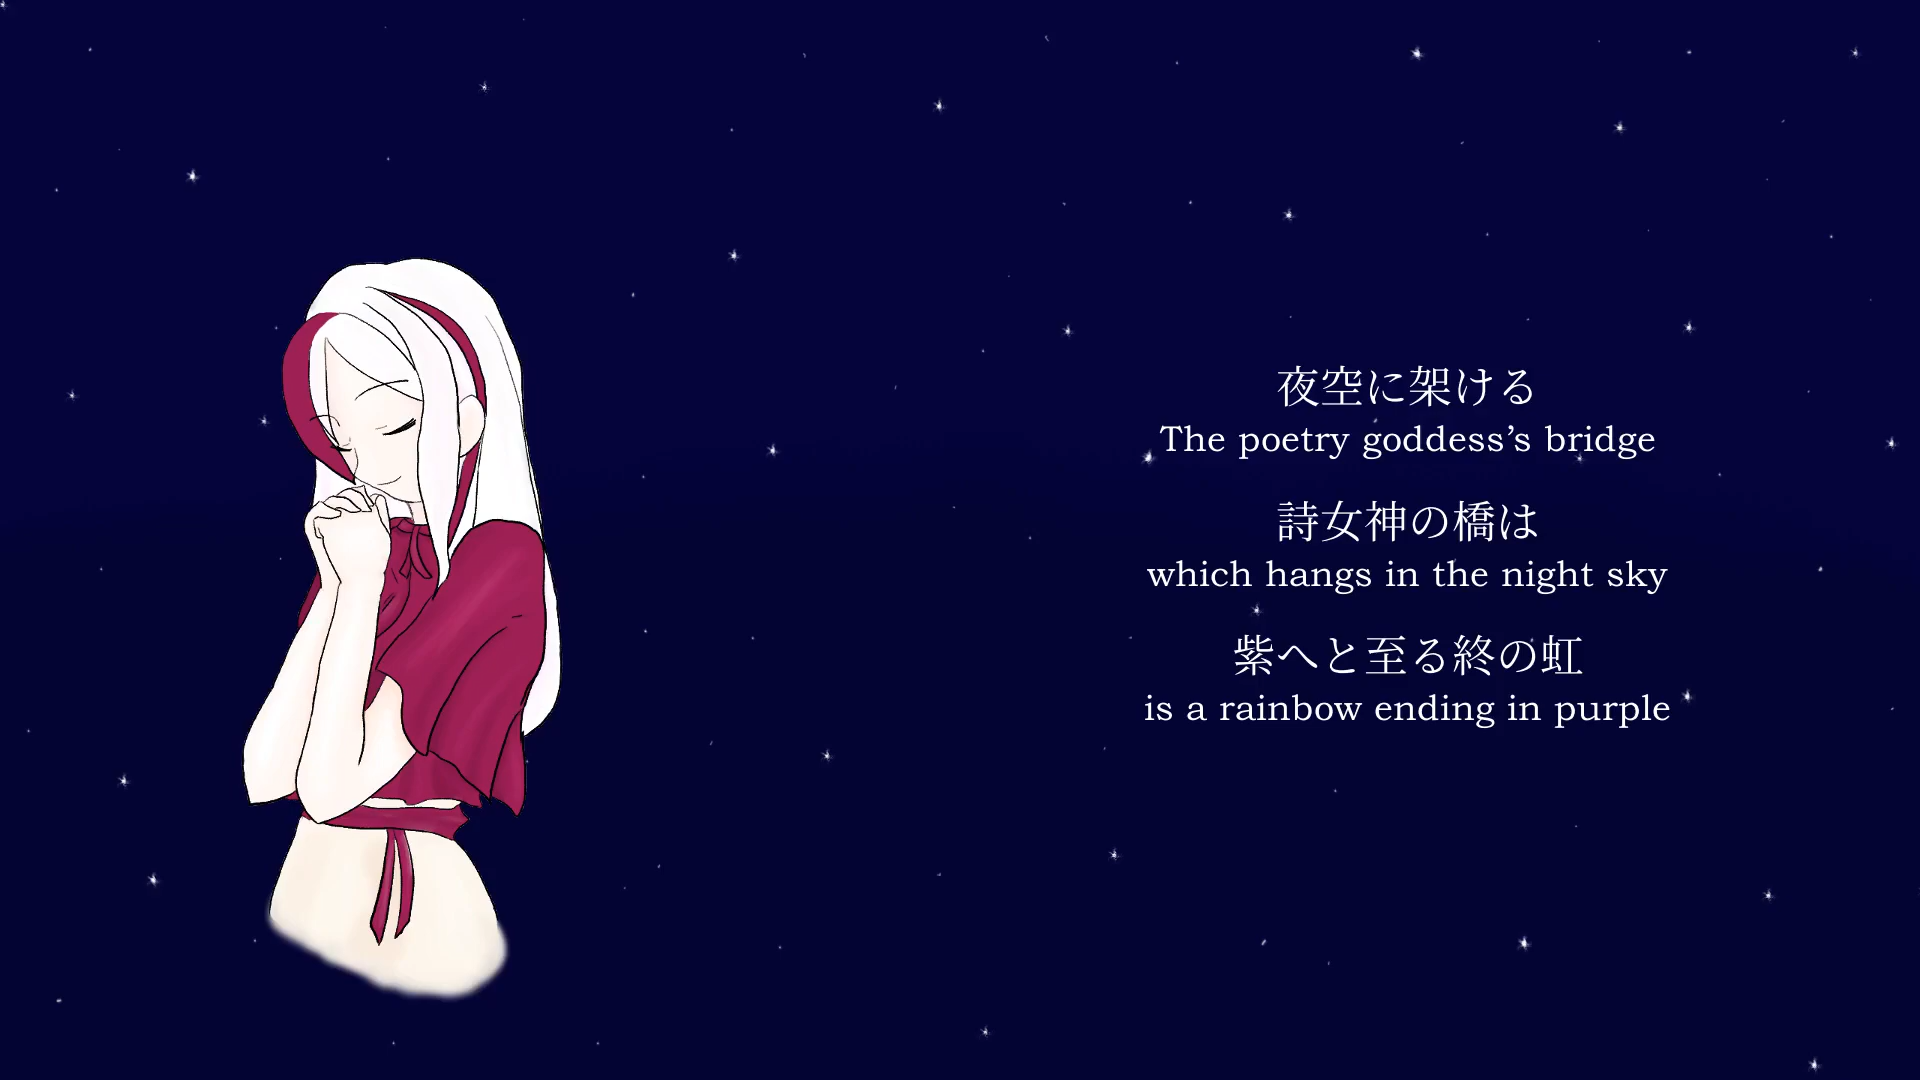 夜空に架ける
The poetry goddess’s bridge
詩女神の橋は
which hangs in the night sky
紫へと至る終の虹
is a rainbow ending in purple